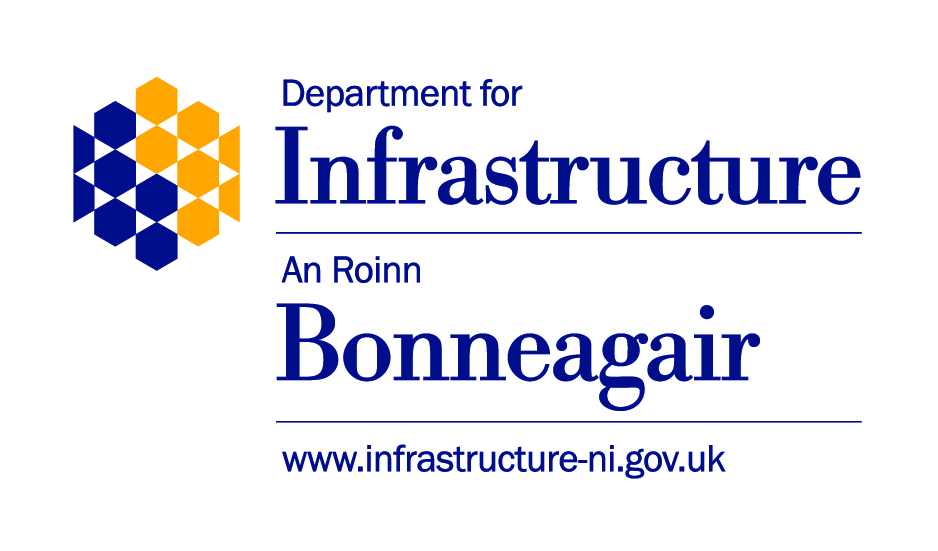 Department for
Infrastructure
An Roinn
Bonneagair
www.infrastructure-ni.gov.uk